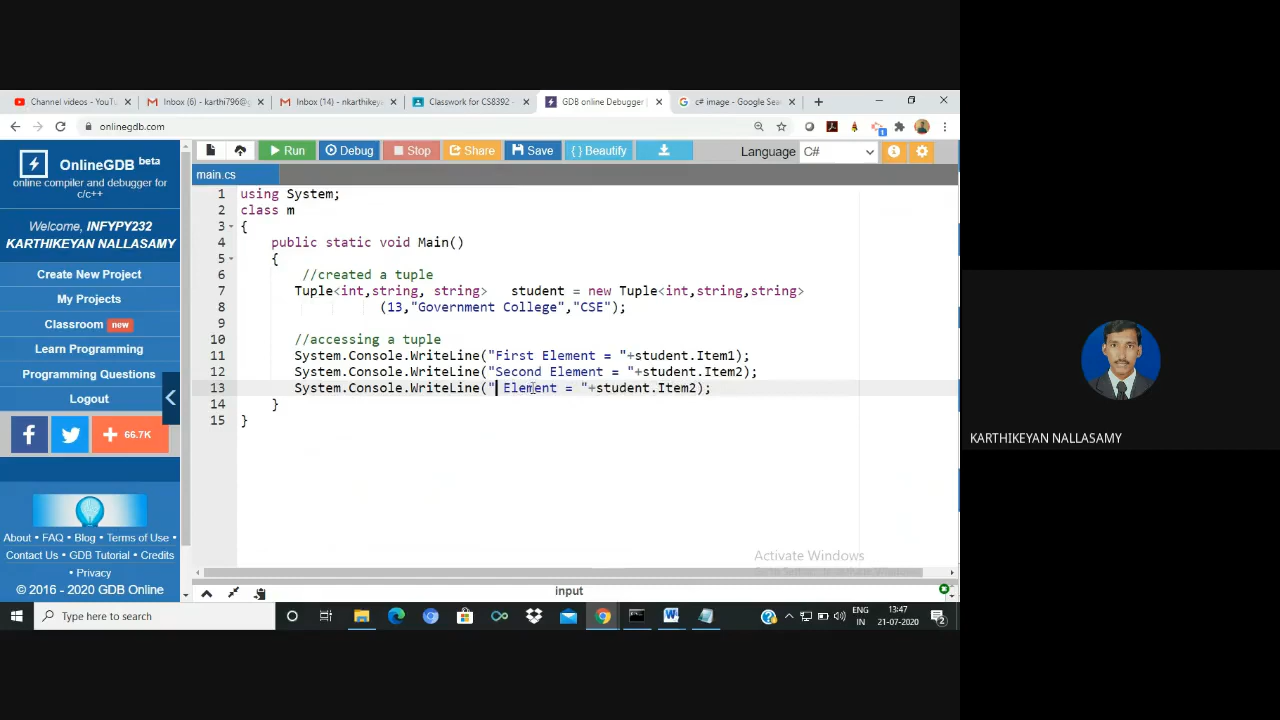 Channel videos - YouTu
Inbox (6) - karthi796@g
Inbox (14) - nkarthikey
Classwork for CS8392 -
GDB online Debugger |
c# image - Google Sea
onlinegdb.com
OnlineGDB beta
online compiler and debugger for
c/c++
Welcome, INFYPY232
KARTHIKEYAN NALLASAMY
Create New Project
My Projects
Classroom new
Learn Programming
Programming Questions
Logout
66.7K
About • FAQ • Blog • Terms of Use •
Contact Us • GDB Tutorial • Credits
• Privacy
© 2016 - 2020 GDB Online
Run Debug Stop Share Save { } Beautify
Language C#
main.cs
1 using System;
2 class m
3 {
4 public static void Main()
5 {
6 //created a tuple
7 Tuple<int,string, string> student = new Tuple<int,string,string>
8 (13,"Government College","CSE");
9
10 //accessing a tuple
11 System.Console.WriteLine("First Element = "+student.Item1);
12 System.Console.WriteLine("Second Element = "+student.Item2);
13 System.Console.WriteLine(" Element = "+student.Item2);
14 }
15 }
Activate Windows
input
Type here to search
ENG
IN
13:47
21-07-2020
2
KARTHIKEYAN NALLASAMY